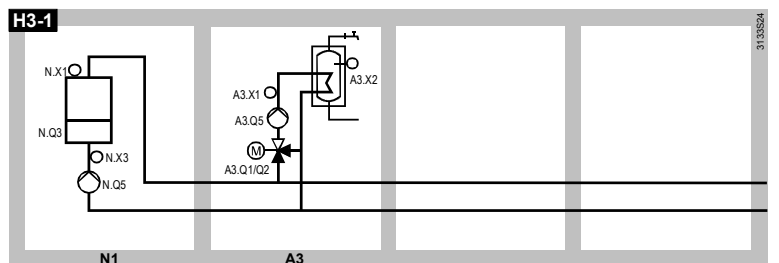 H3-1
3133S24
N.X1
N.Q3
N.X3
N.Q5
A3.X1
A3.X2
A3.Q5
M
A3.Q1/Q2
N1
A3